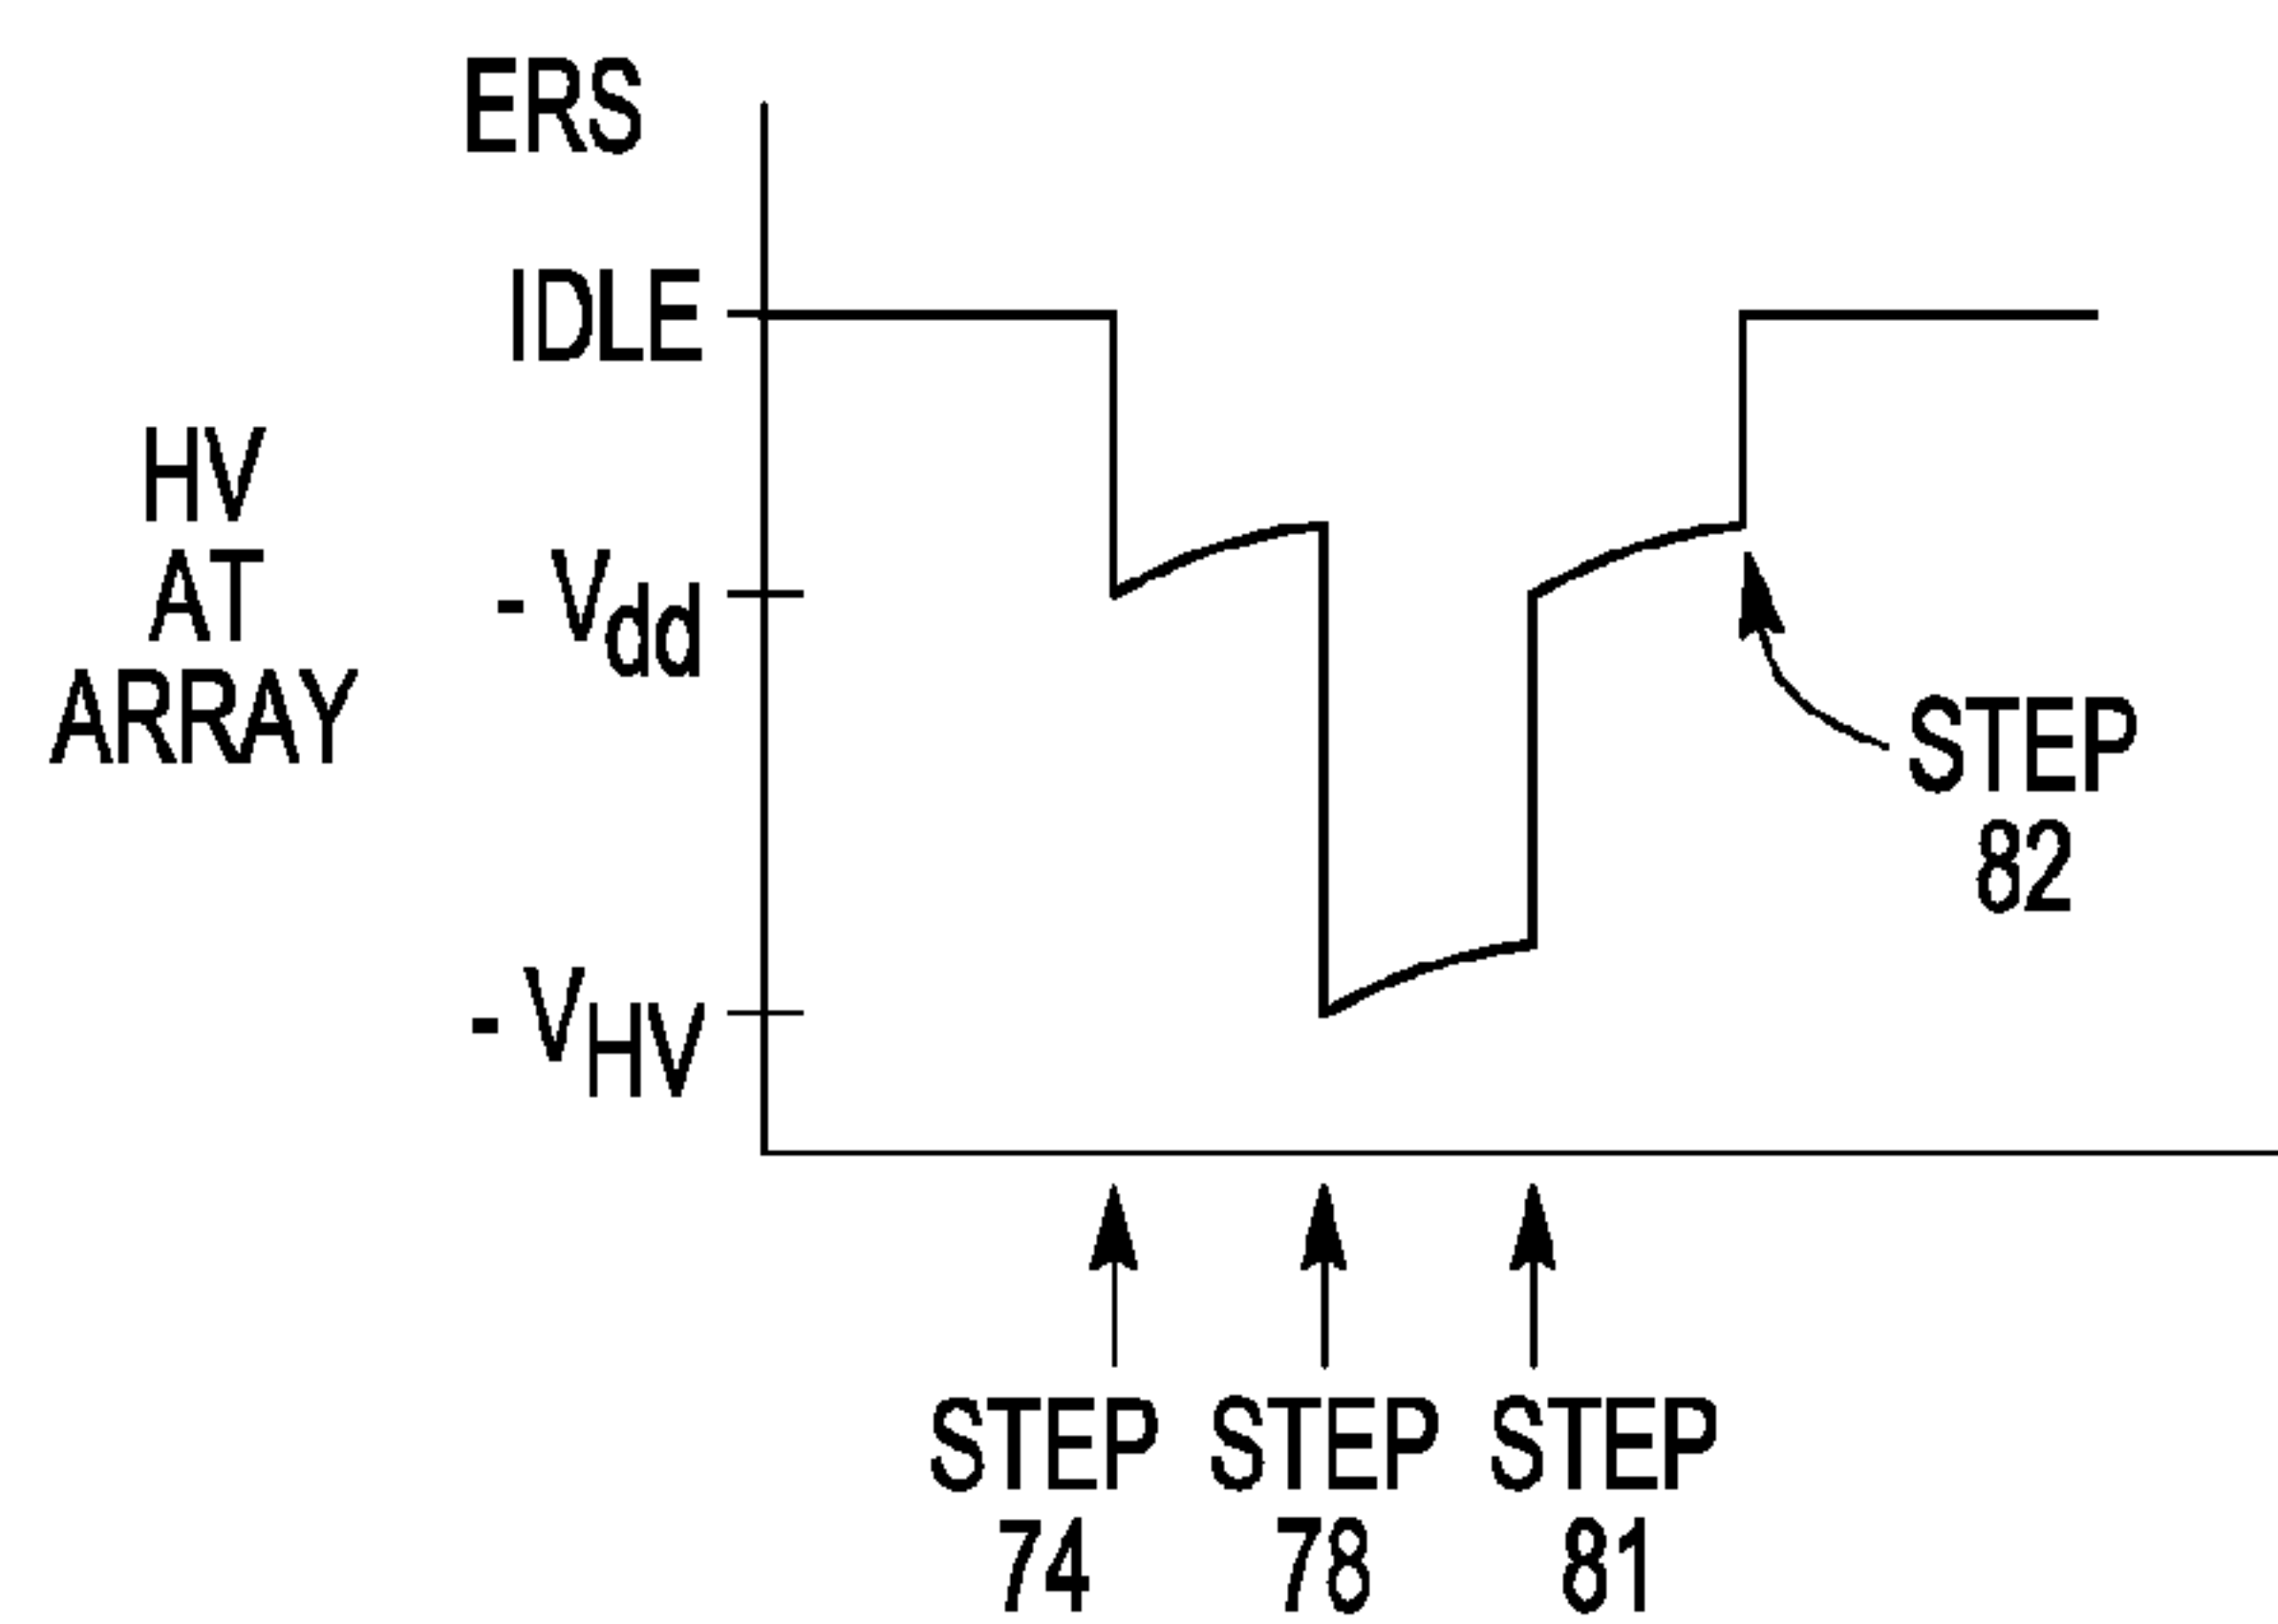 ERS
IDLE
HV
AT
ARRAY
- Vdd
- VHV
STEP
82
STEP
74
STEP
78
STEP
81